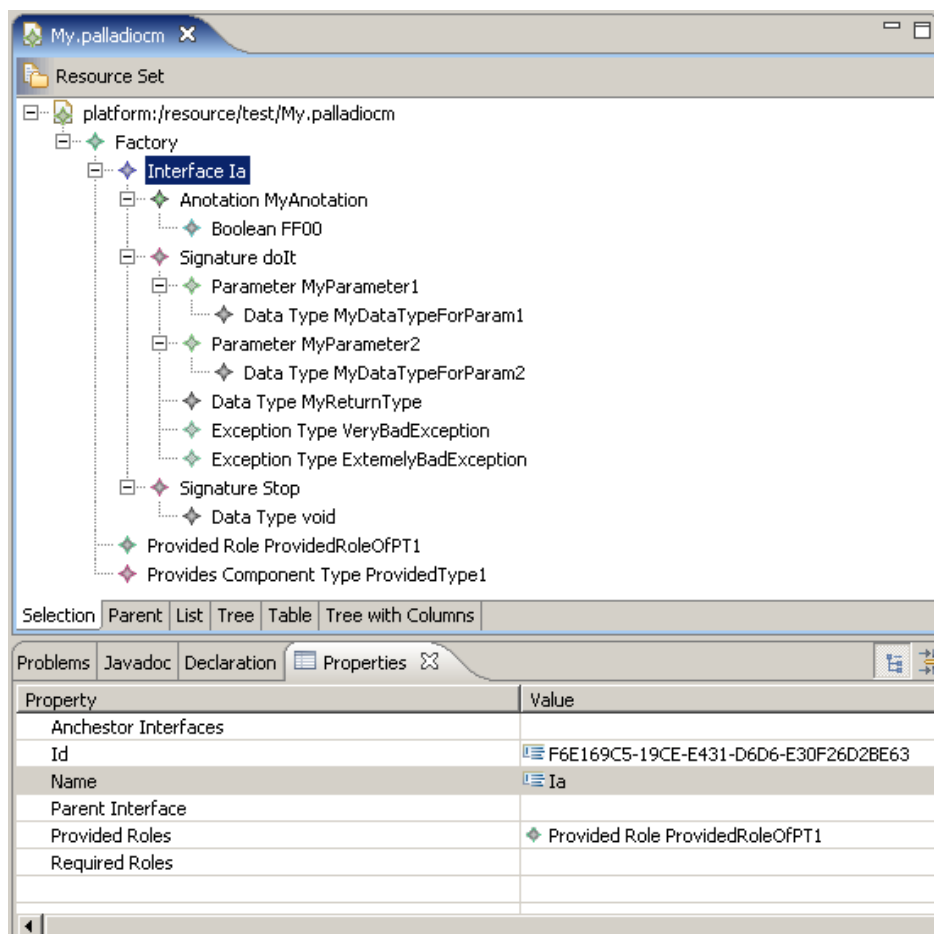 My.palladiocm
Resource Set
platform:/resource/test/My.palladiocm
Factory
Interface Ia
Anotation MyAnotation
Boolean FF00
Signature doIt
Parameter MyParameter1
Data Type MyDataTypeForParam1
Parameter MyParameter2
Data Type MyDataTypeForParam2
Data Type MyReturnType
Exception Type VeryBadException
Exception Type ExtemelyBadException
Signature Stop
Data Type void
Provided Role ProvidedRoleOfPT1
Provides Component Type ProvidedType1
Selection Parent List Tree Table Tree with Columns
Problems Javadoc Declaration Properties
Property Value
Anchestor Interfaces
Id F6E169C5-19CE-E431-D6D6-E30F26D2BE63
Name Ia
Parent Interface
Provided Roles Provided Role ProvidedRoleOfPT1
Required Roles